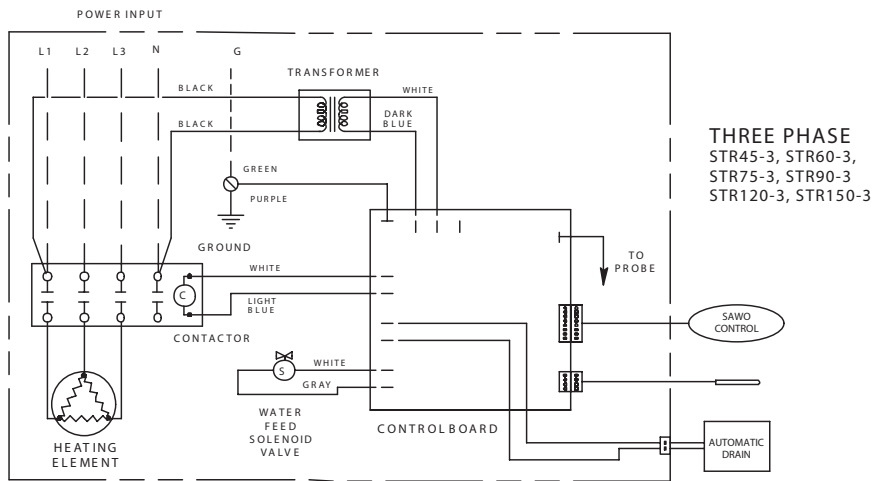 POWER INPUT
L1 L2 L3 N G
TRANSFORMER
BLACK
WHITE
DARK
BLUE
BLACK
THREE PHASE
STR45-3, STR60-3,
STR75-3, STR90-3
STR120-3, STR150-3
GREEN
PURPLE
GROUND
TO
PROBE
WHITE
C
LIGHT
BLUE
CONTACTOR
SAWO
CONTROL
WHITE
S
GRAY
WATER
FEED
SOLENOID
VALVE
CONTROL BOARD
HEATING
ELEMENT
AUTOMATIC
DRAIN